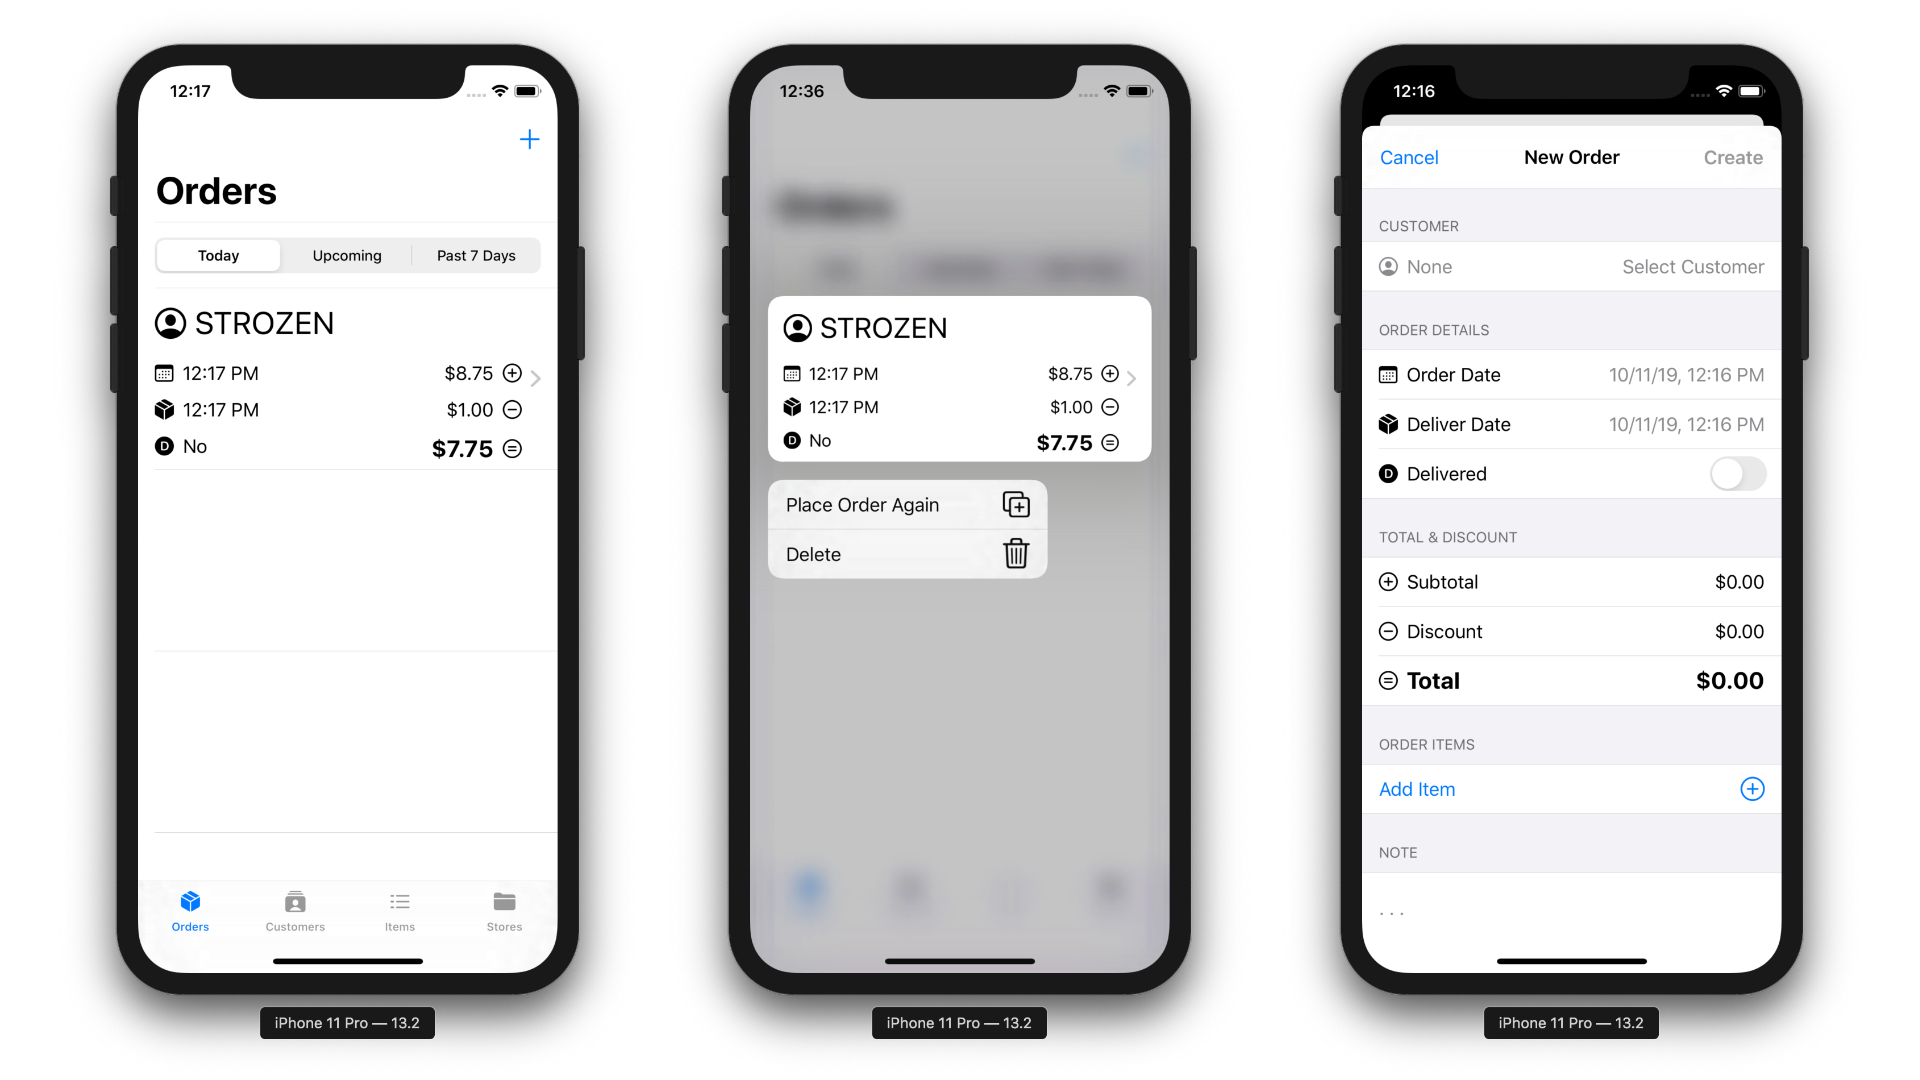 12:17
Orders
Today Upcoming Past 7 Days
STROZEN
12:17 PM $8.75
12:17 PM $1.00
D No $7.75
Orders Customers Items Stores
iPhone 11 Pro — 13.2
12:36
Orders
STROZEN
12:17 PM $8.75
12:17 PM $1.00
D No $7.75
Place Order Again
Delete
iPhone 11 Pro — 13.2
12:16
Cancel New Order Create
CUSTOMER
None Select Customer
ORDER DETAILS
Order Date 10/11/19, 12:16 PM
Deliver Date 10/11/19, 12:16 PM
D Delivered
TOTAL & DISCOUNT
Subtotal $0.00
Discount $0.00
Total $0.00
ORDER ITEMS
Add Item
NOTE
...
iPhone 11 Pro — 13.2